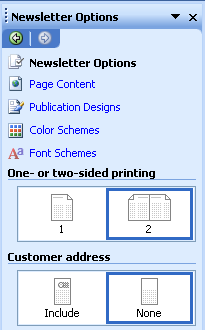 Newsletter Options
Newsletter Options
Page Content
Publication Designs
Color Schemes
Font Schemes
One- or two-sided printing
1 2
Customer address
Include None